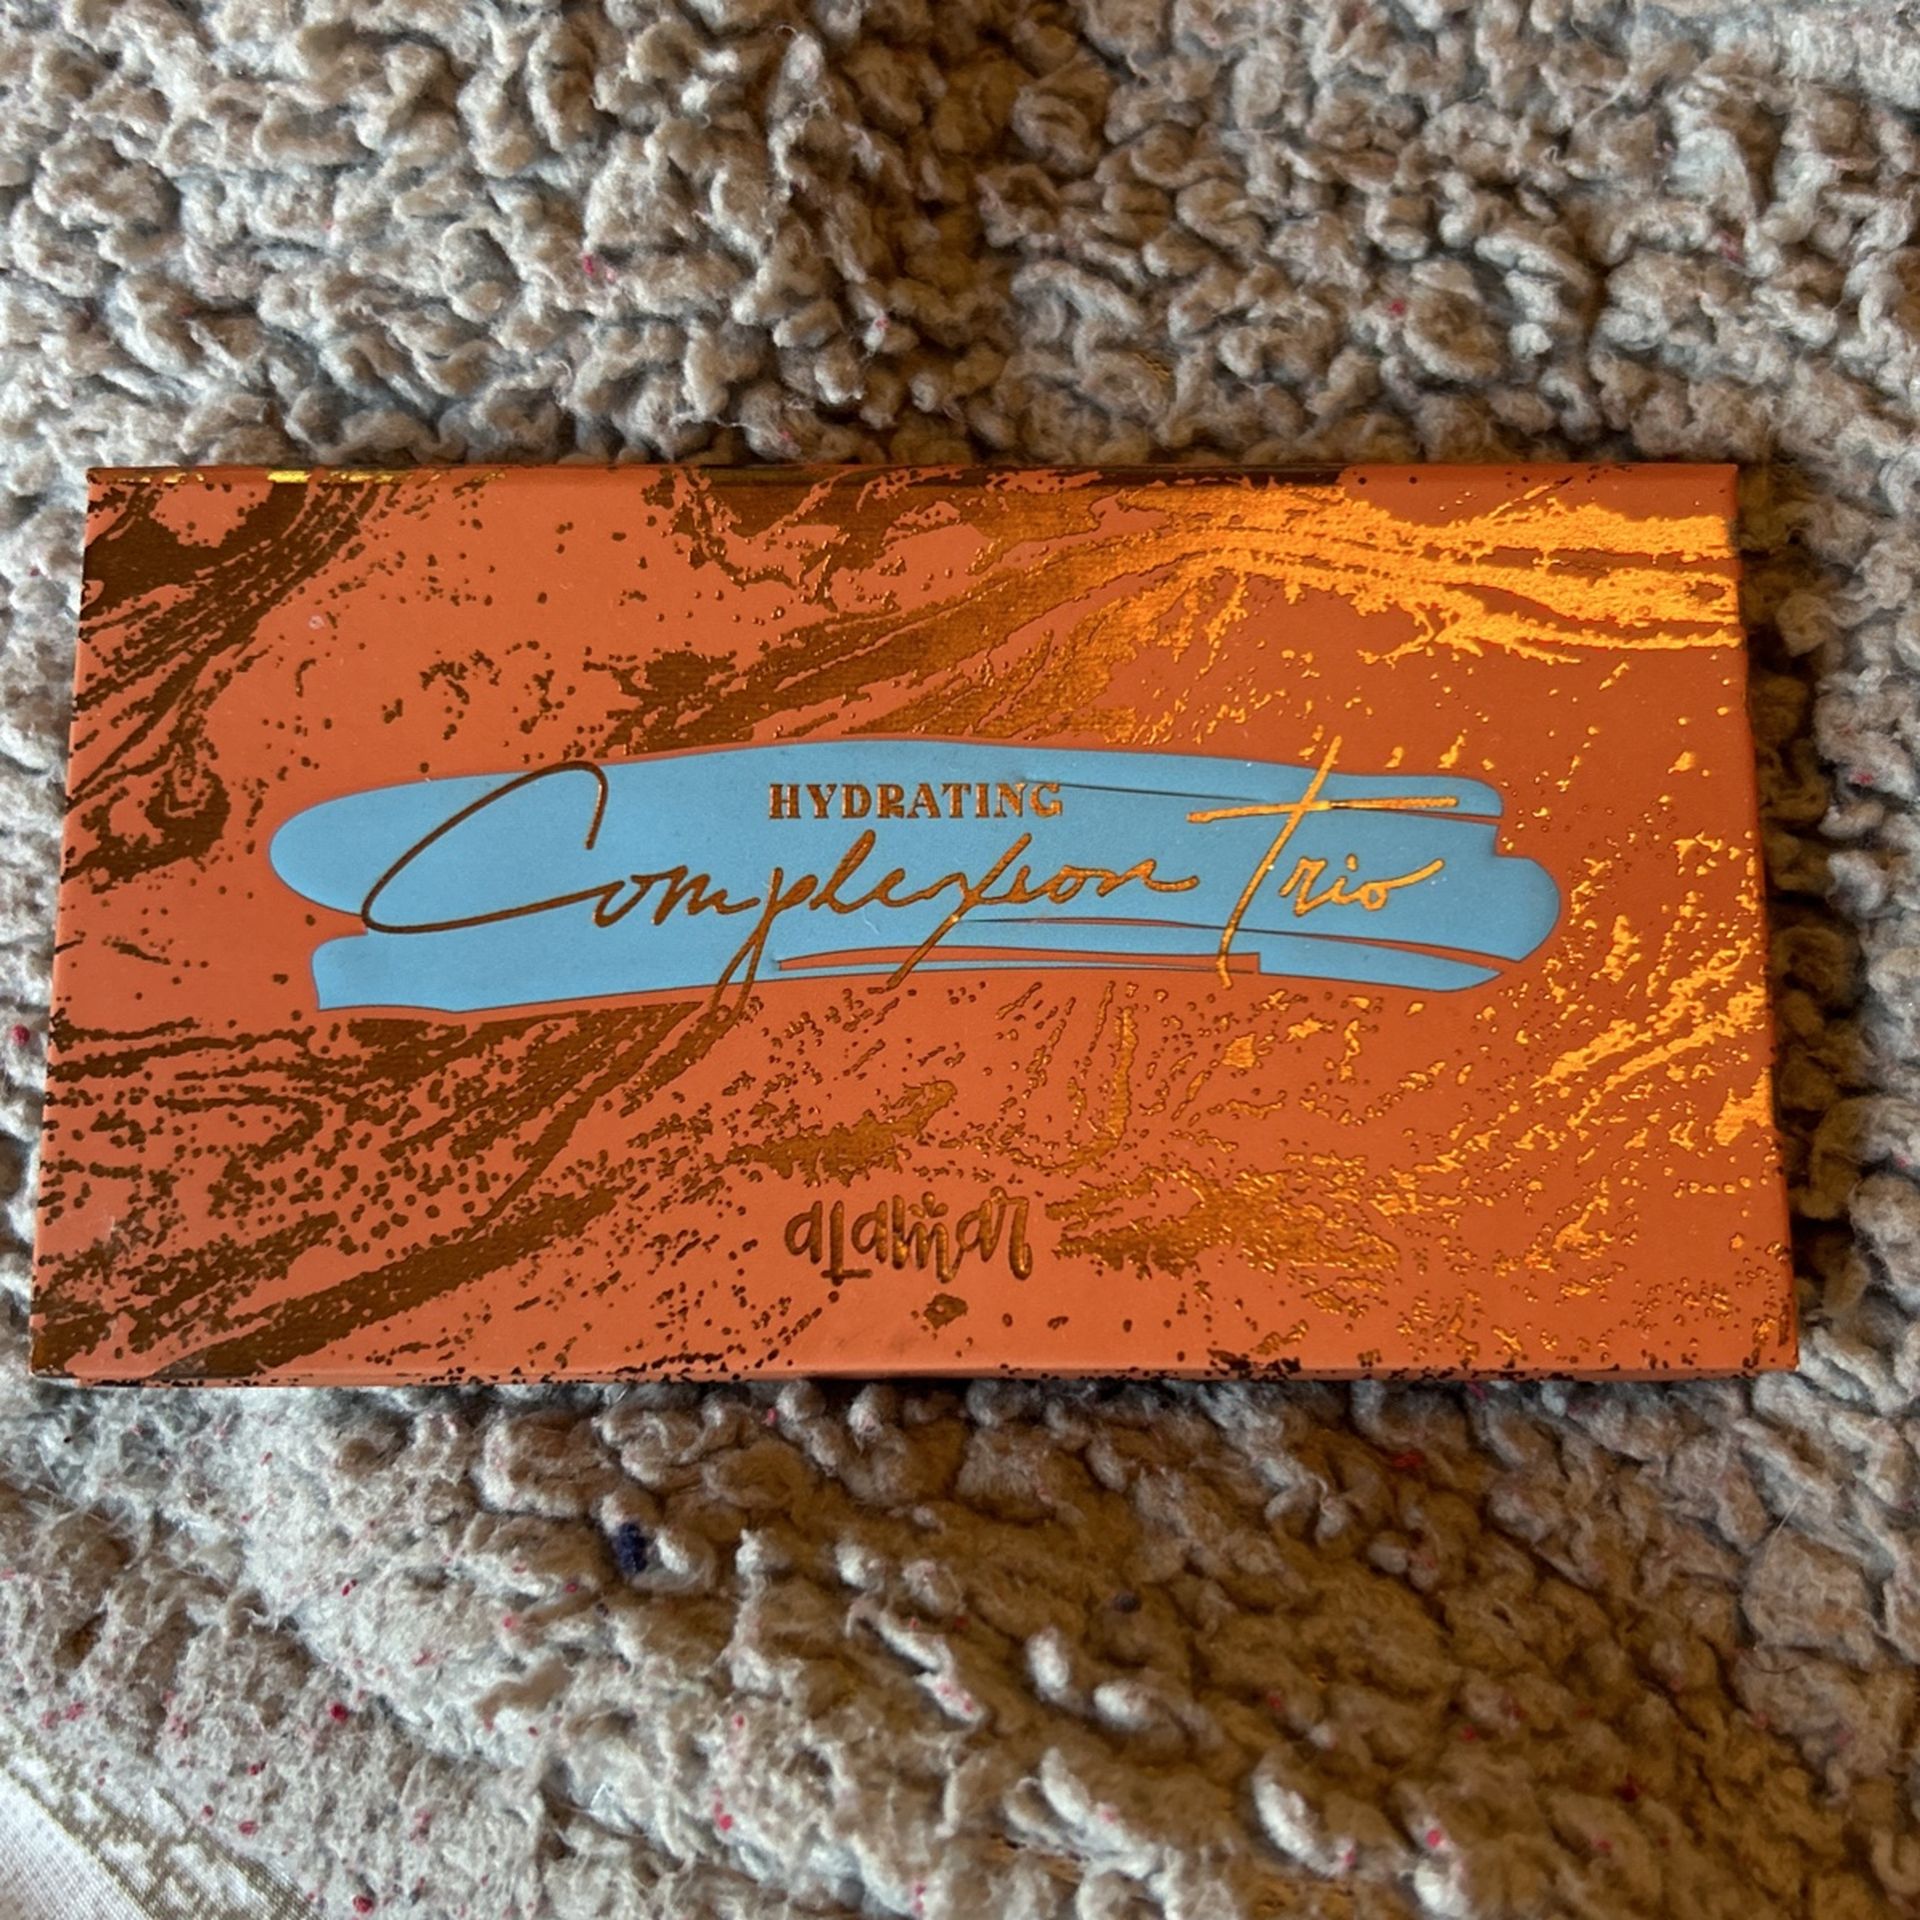 HYDRATING
Complexion Trio
alamar